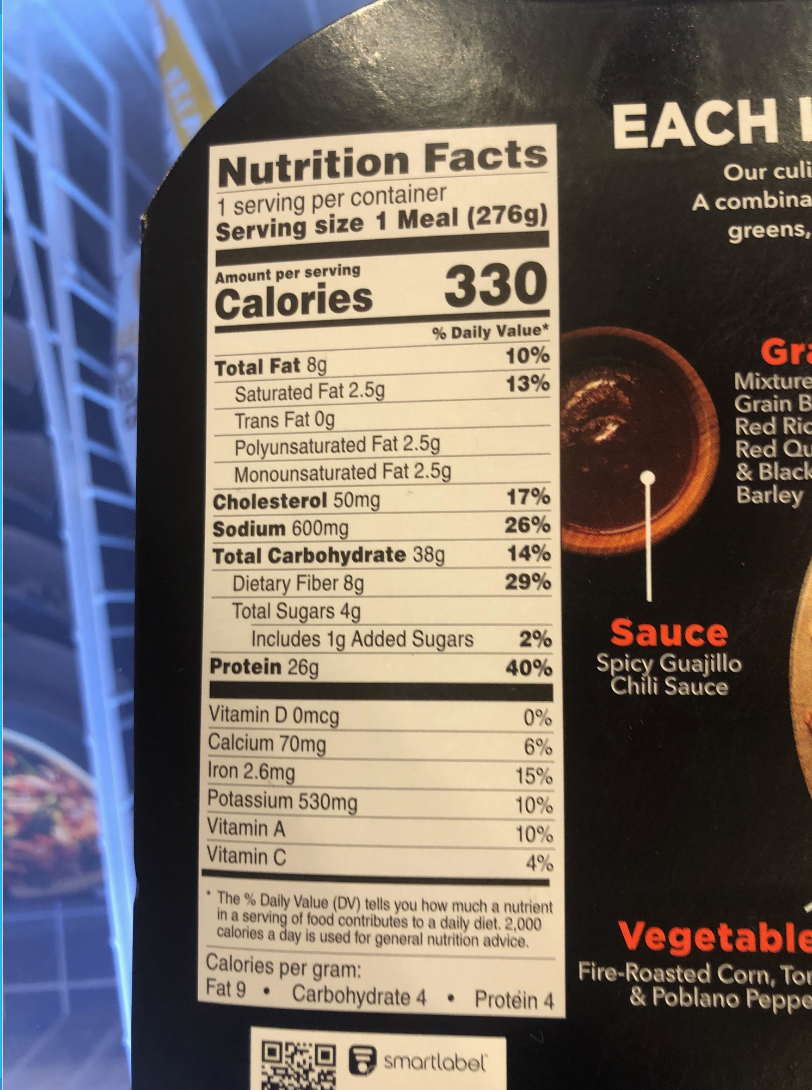 Nutrition Facts
1 serving per container
Serving size 1 Meal (276g)
Amount per serving
Calories 330
% Daily Value*
Total Fat 8g 10%
Saturated Fat 2.5g 13%
Trans Fat 0g
Polyunsaturated Fat 2.5g
Monounsaturated Fat 2.5g
Cholesterol 50mg 17%
Sodium 600mg 26%
Total Carbohydrate 38g 14%
Dietary Fiber 8g 29%
Total Sugars 4g
Includes 1g Added Sugars 2%
Protein 26g 40%
Vitamin D 0mcg 0%
Calcium 70mg 6%
Iron 2.6mg 15%
Potassium 530mg 10%
Vitamin A 10%
Vitamin C 4%
* The % Daily Value (DV) tells you how much a nutrient
in a serving of food contributes to a daily diet. 2,000
calories a day is used for general nutrition advice.
Calories per gram:
Fat 9 • Carbohydrate 4 • Protein 4
smartlabel
EACH
Our culi
A combina
greens,
Gra
Mixture
Grain B
Red Ric
Red Qu
& Black
Barley
Sauce
Spicy Guajillo
Chili Sauce
Vegetable
Fire-Roasted Corn, To
& Poblano Peppe